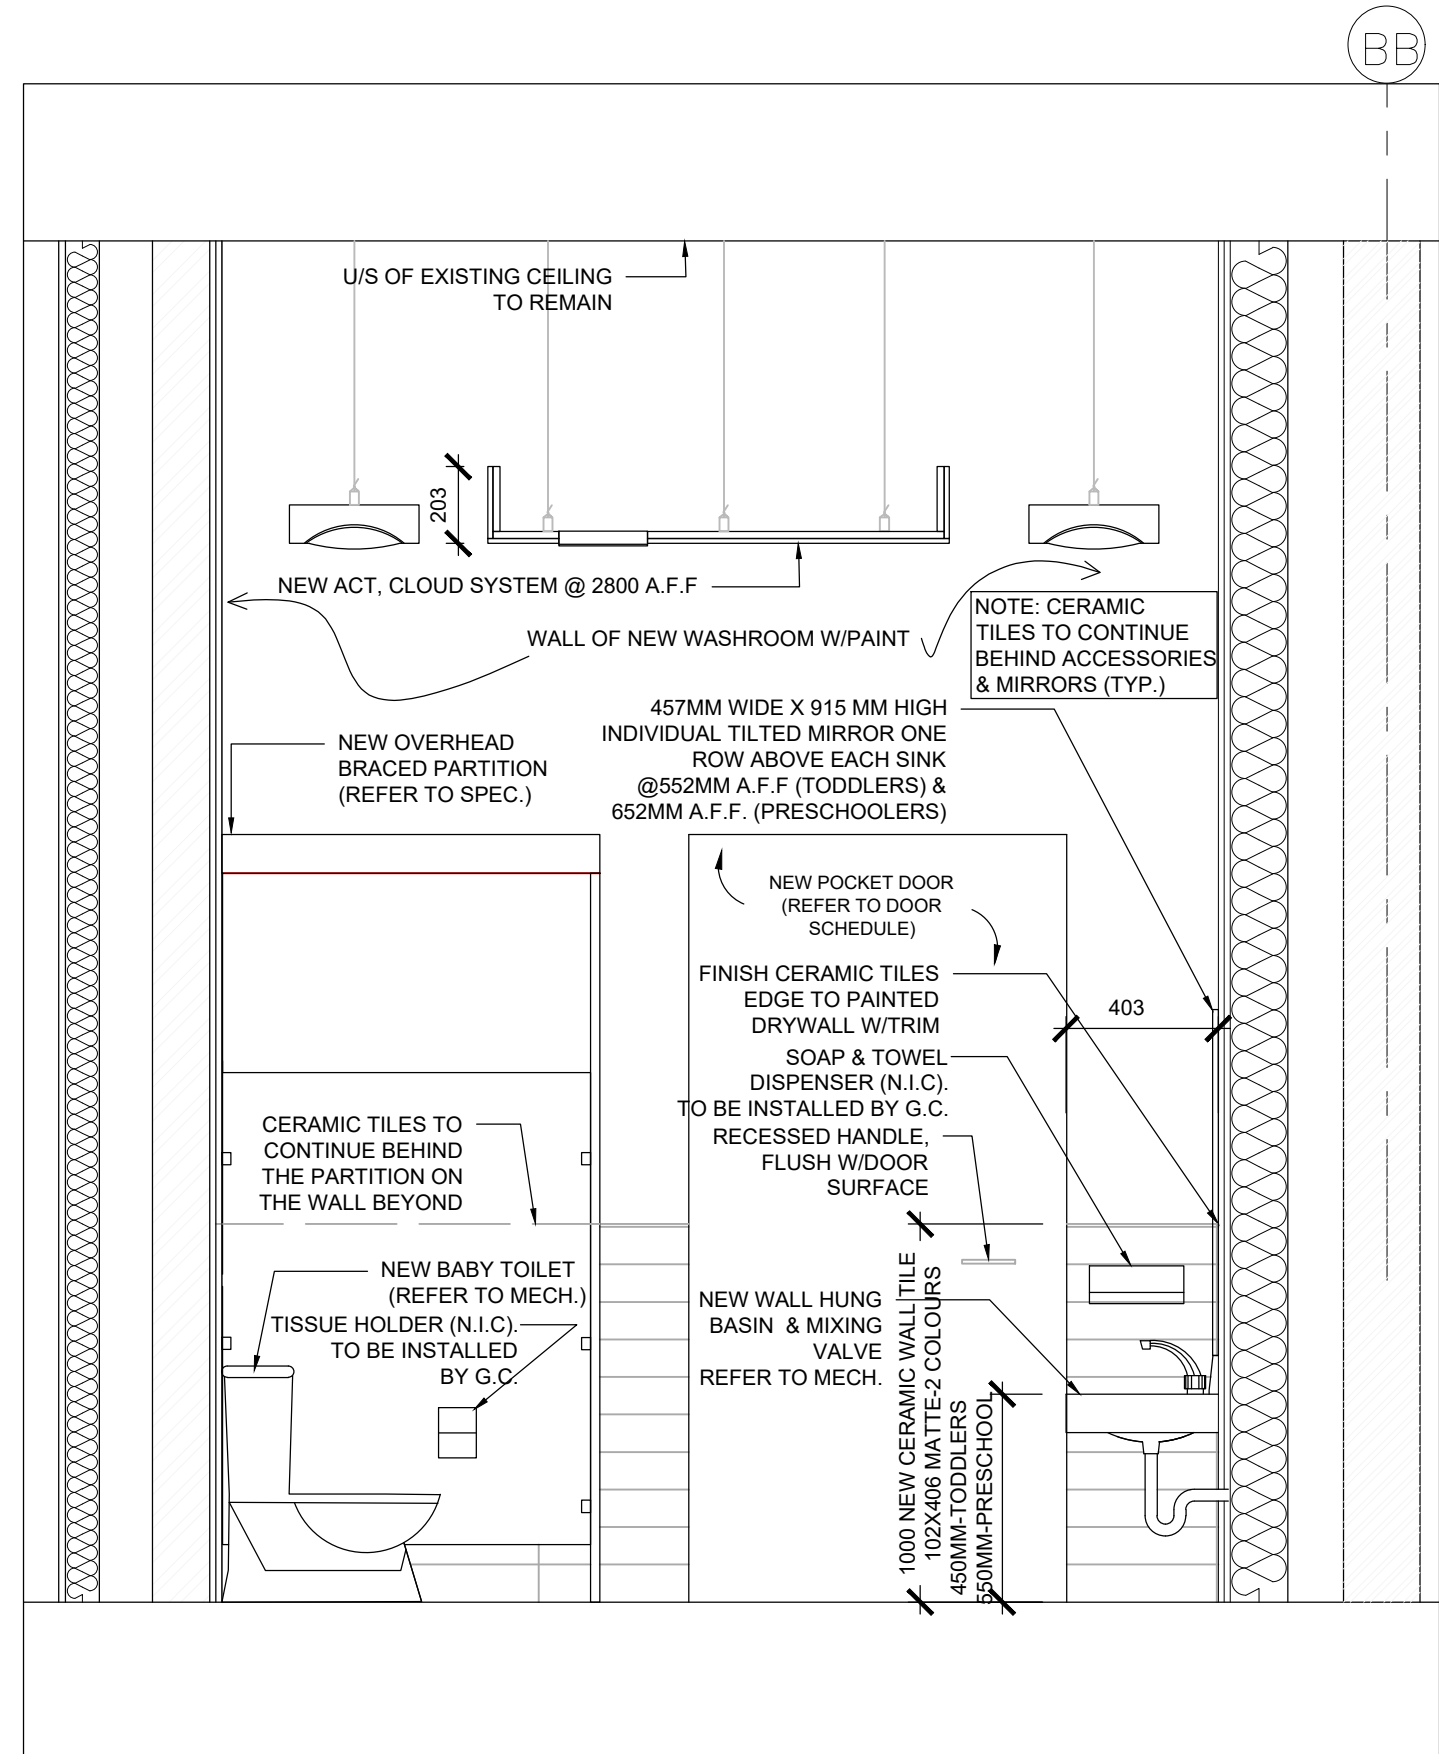 BB
U/S OF EXISTING CEILING
TO REMAIN
203
NEW ACT, CLOUD SYSTEM @ 2800 A.F.F
WALL OF NEW WASHROOM W/PAINT
NOTE: CERAMIC
TILES TO CONTINUE
BEHIND ACCESSORIES
& MIRRORS (TYP.)
457MM WIDE X 915 MM HIGH
INDIVIDUAL TILTED MIRROR ONE
ROW ABOVE EACH SINK
@552MM A.F.F (TODDLERS) &
652MM A.F.F. (PRESCHOOLERS)
NEW OVERHEAD
BRACED PARTITION
(REFER TO SPEC.)
NEW POCKET DOOR
(REFER TO DOOR
SCHEDULE)
FINISH CERAMIC TILES
EDGE TO PAINTED
DRYWALL W/TRIM
403
SOAP & TOWEL
DISPENSER (N.I.C).
TO BE INSTALLED BY G.C.
RECESSED HANDLE,
FLUSH W/DOOR
SURFACE
CERAMIC TILES TO
CONTINUE BEHIND
THE PARTITION ON
THE WALL BEYOND
NEW BABY TOILET
(REFER TO MECH.)
TISSUE HOLDER (N.I.C).
TO BE INSTALLED
BY G.C.
NEW WALL HUNG
BASIN & MIXING
VALVE
REFER TO MECH.
1000 NEW CERAMIC WALL TILE
102X406 MATTE-2 COLOURS
450MM-TODDLERS
550MM-PRESCHOOL